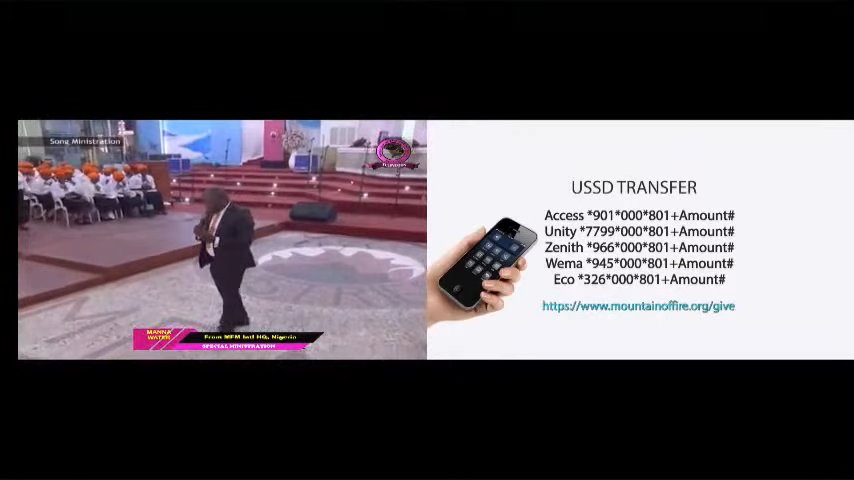 Song Ministration
MANNA
WATER
From MFM Intl HQ, Nigeria
SPECIAL MINISTRATION
USSD TRANSFER
Access *901*000*801+Amount#
Unity *7799*000*801+Amount#
Zenith *966*000*801+Amount#
Wema *945*000*801+Amount#
Eco *326*000*801+Amount#
https://www.mountainoffire.org/give